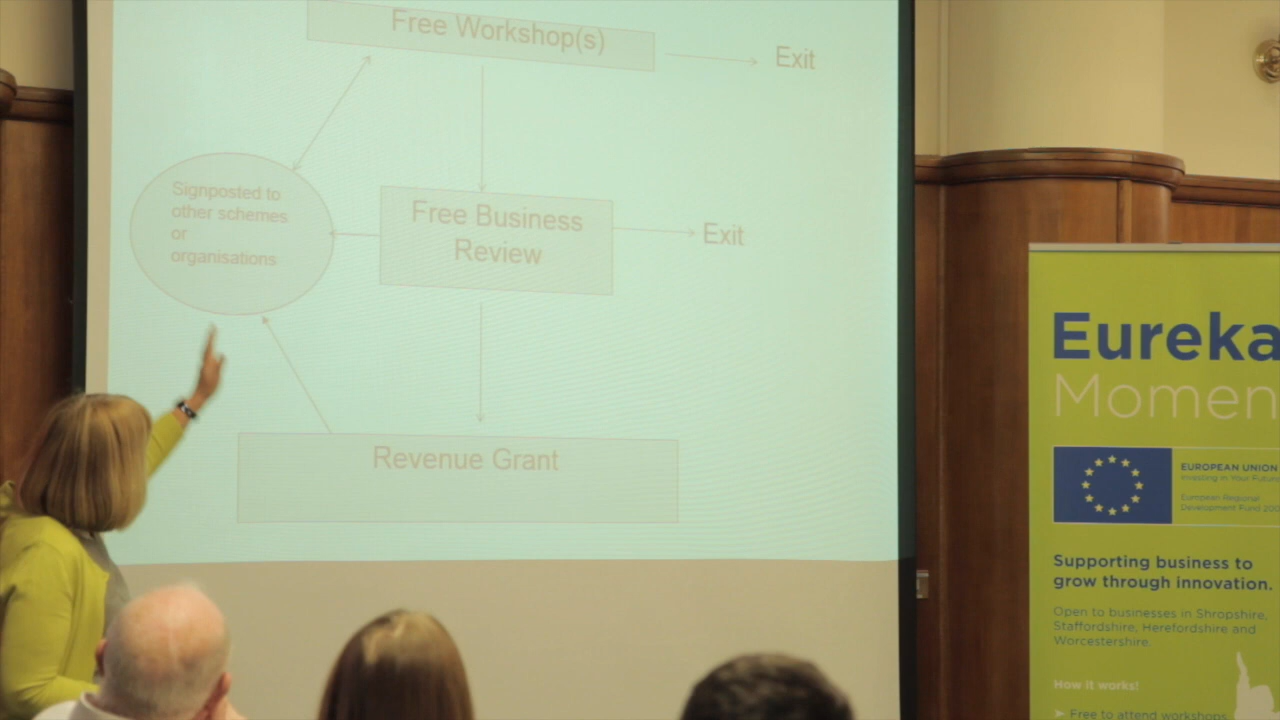 Free Workshop(s)
Exit
Signposted to
other schemes
or
organisations
Free Business
Review
Exit
Revenue Grant
Eureka
Momen
EUROPEAN UNION
Investing in Your Futur
European Regional
Development Fund 200
Supporting business to
grow through innovation.
Open to businesses in Shropshire,
Staffordshire, Herefordshire and
Worcestershire.
How it works!
➤ Free to attend workshops